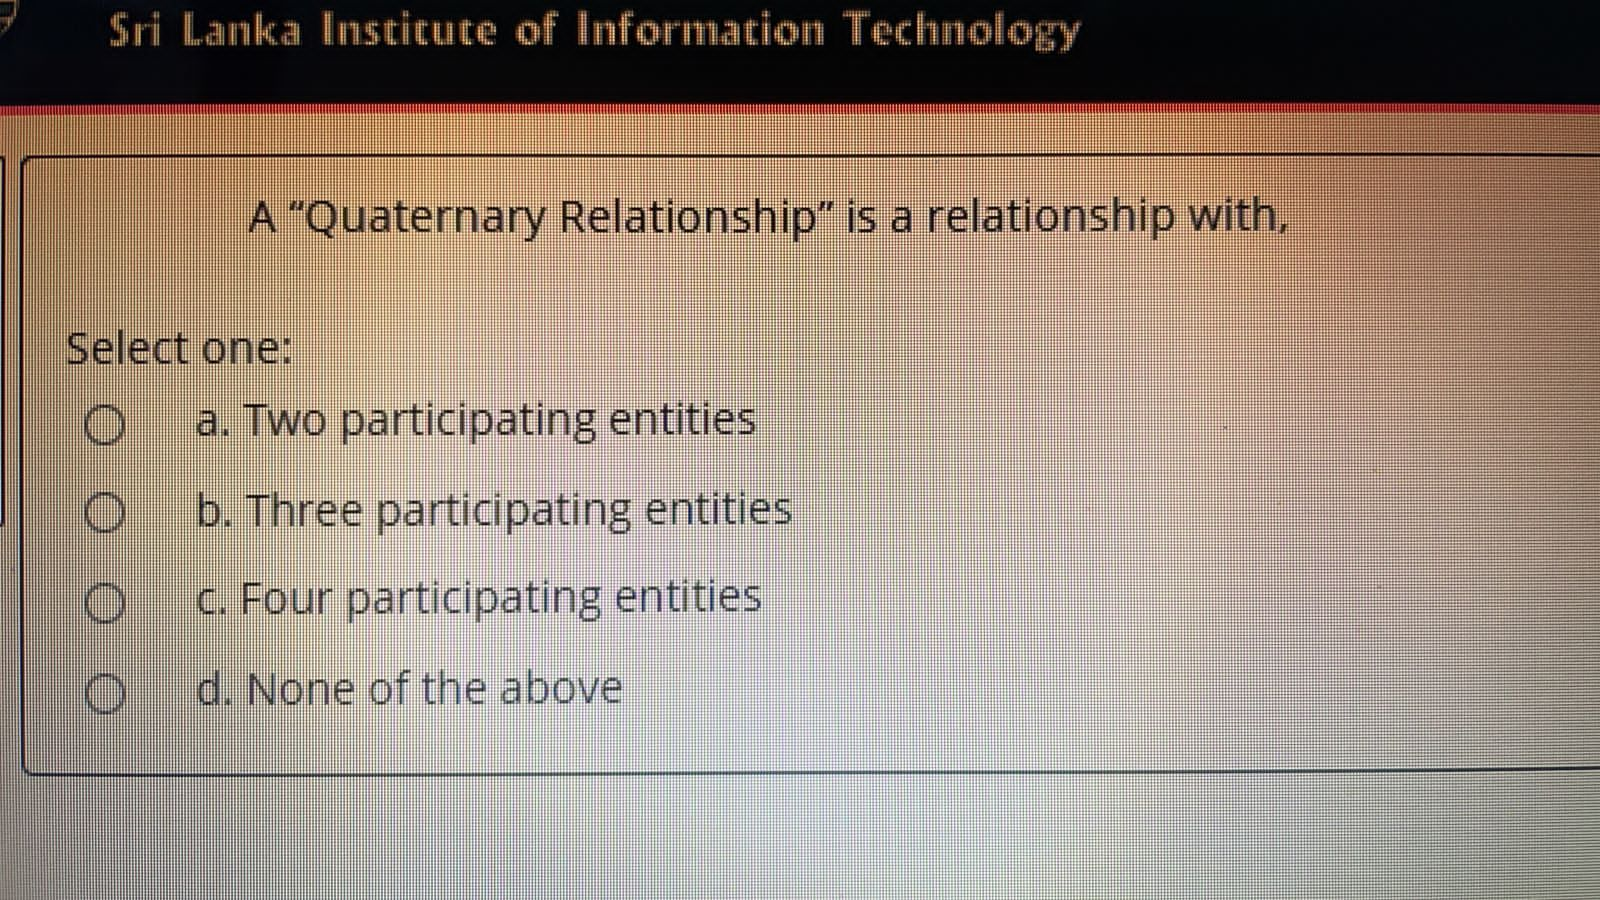 Sri Lanka Institute of Information Technology
A “Quaternary Relationship” is a relationship with,
Select one:
a. Two participating entities
b. Three participating entities
c. Four participating entities
d. None of the above